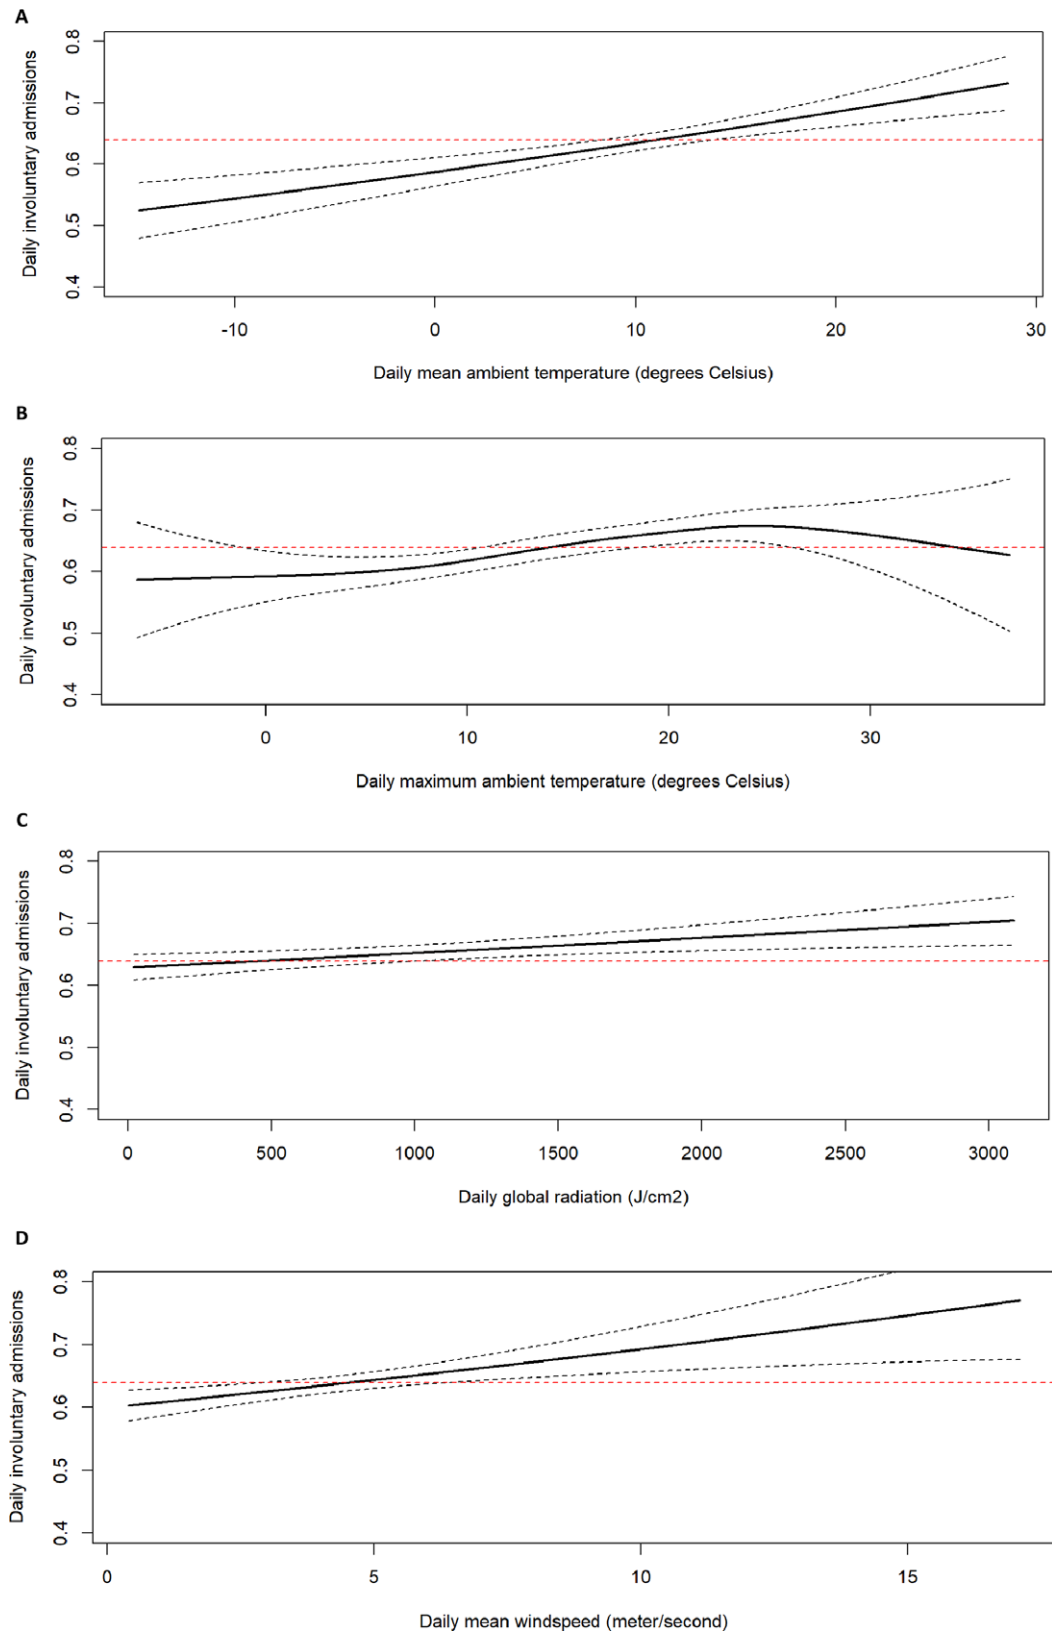 A
Daily involuntary admissions
0.8
0.7
0.6
0.5
0.4
-10 0 10 20 30
Daily mean ambient temperature (degrees Celsius)
B
Daily involuntary admissions
0.8
0.7
0.6
0.5
0.4
0 10 20 30
Daily maximum ambient temperature (degrees Celsius)
C
Daily involuntary admissions
0.8
0.7
0.6
0.5
0.4
0 500 1000 1500 2000 2500 3000
Daily global radiation (J/cm2)
D
Daily involuntary admissions
0.8
0.7
0.6
0.5
0.4
0 5 10 15
Daily mean windspeed (meter/second)